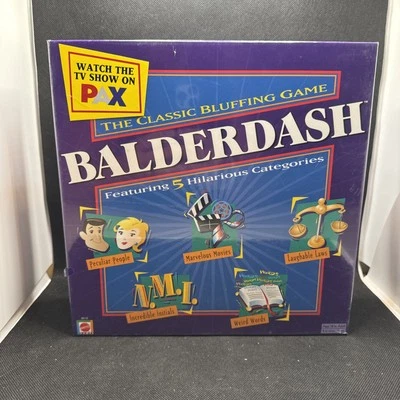 WATCH THE
TV SHOW ON
PAX
THE CLASSIC BLUFFING GAME
BALDERDASH™
Featuring 5 Hilarious Categories
Peculiar People
Marvelous Movies
Laughable Laws
N.M.I.
Incredible Initials
Weird Words